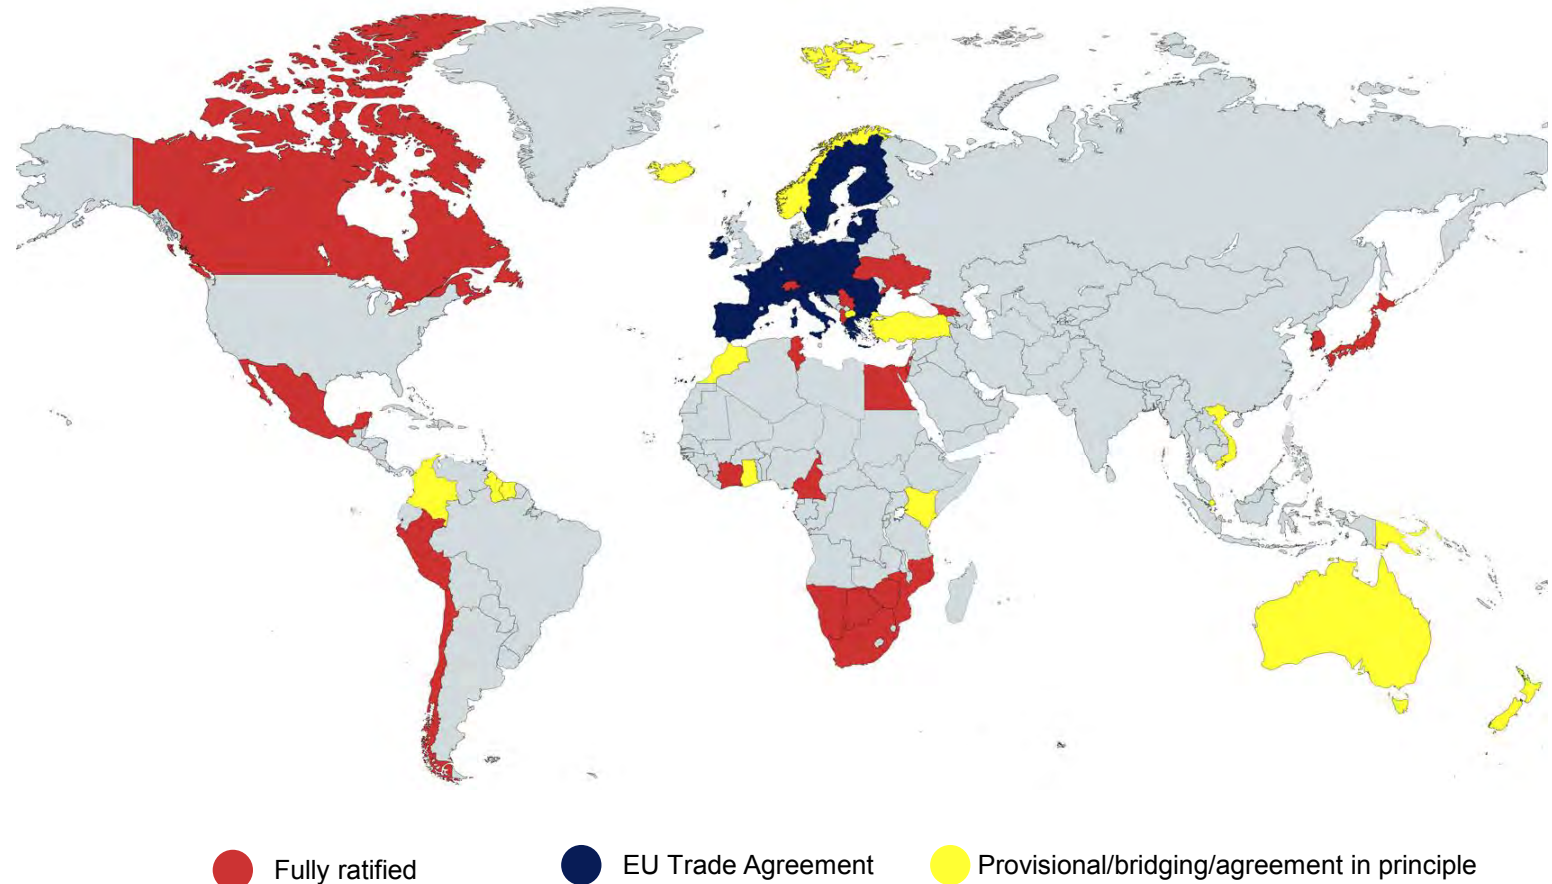 Fully ratified
EU Trade Agreement
Provisional/bridging/agreement in principle